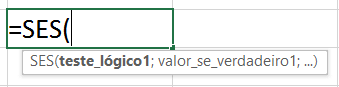 =SES(
SES(teste_lógico1; valor_se_verdadeiro1; ...)